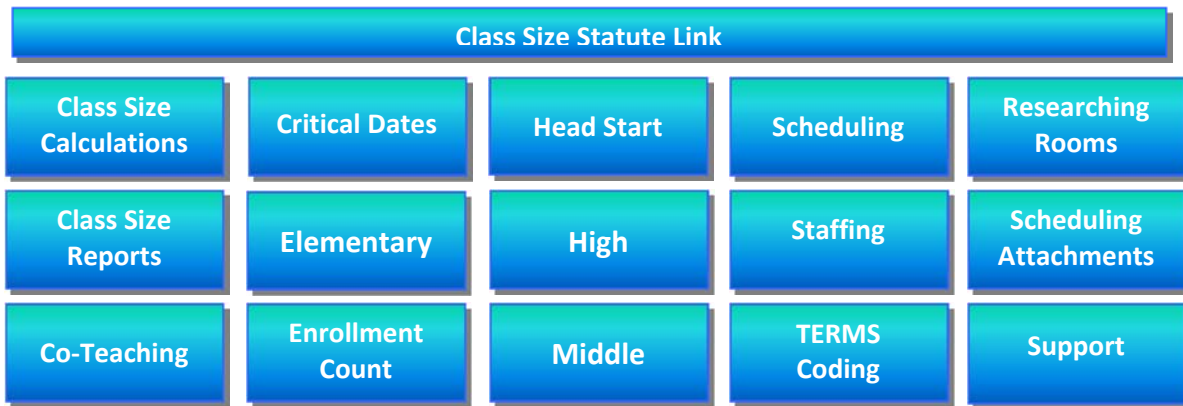 Class Size Statute Link
Class Size
Calculations
Critical Dates
Head Start
Scheduling
Researching
Rooms
Class Size
Reports
Elementary
High
Staffing
Scheduling
Attachments
Co-Teaching
Enrollment
Count
Middle
TERMS
Coding
Support